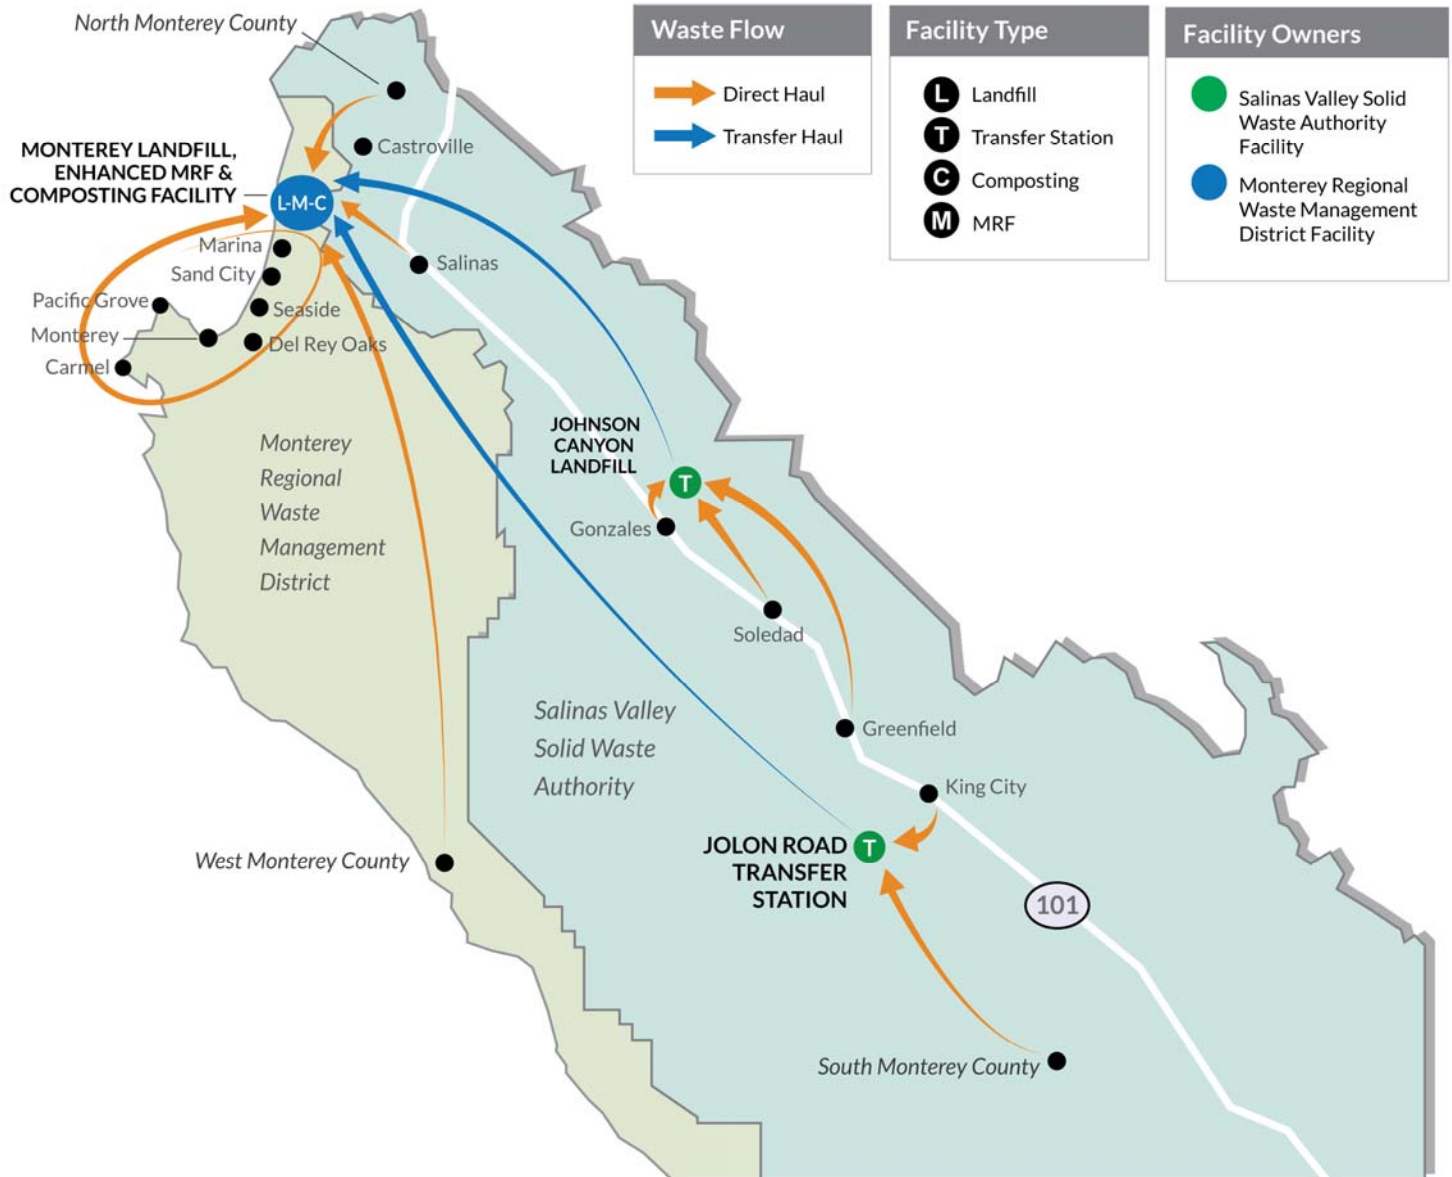 North Monterey County
Waste Flow
Direct Haul
Transfer Haul
Facility Type
L Landfill
T Transfer Station
C Composting
M MRF
Facility Owners
Salinas Valley Solid
Waste Authority
Facility
Monterey Regional
Waste Management
District Facility
Castroville
MONTEREY LANDFILL,
ENHANCED MRF &
COMPOSTING FACILITY
L-M-C
Marina
Salinas
Sand City
Pacific Grove
Seaside
Monterey
Del Rey Oaks
Carmel
Monterey
Regional
Waste
Management
District
JOHNSON
CANYON
LANDFILL
T
Gonzales
Soledad
Salinas Valley
Solid Waste
Authority
Greenfield
King City
JOLON ROAD
TRANSFER
STATION
T
West Monterey County
101
South Monterey County